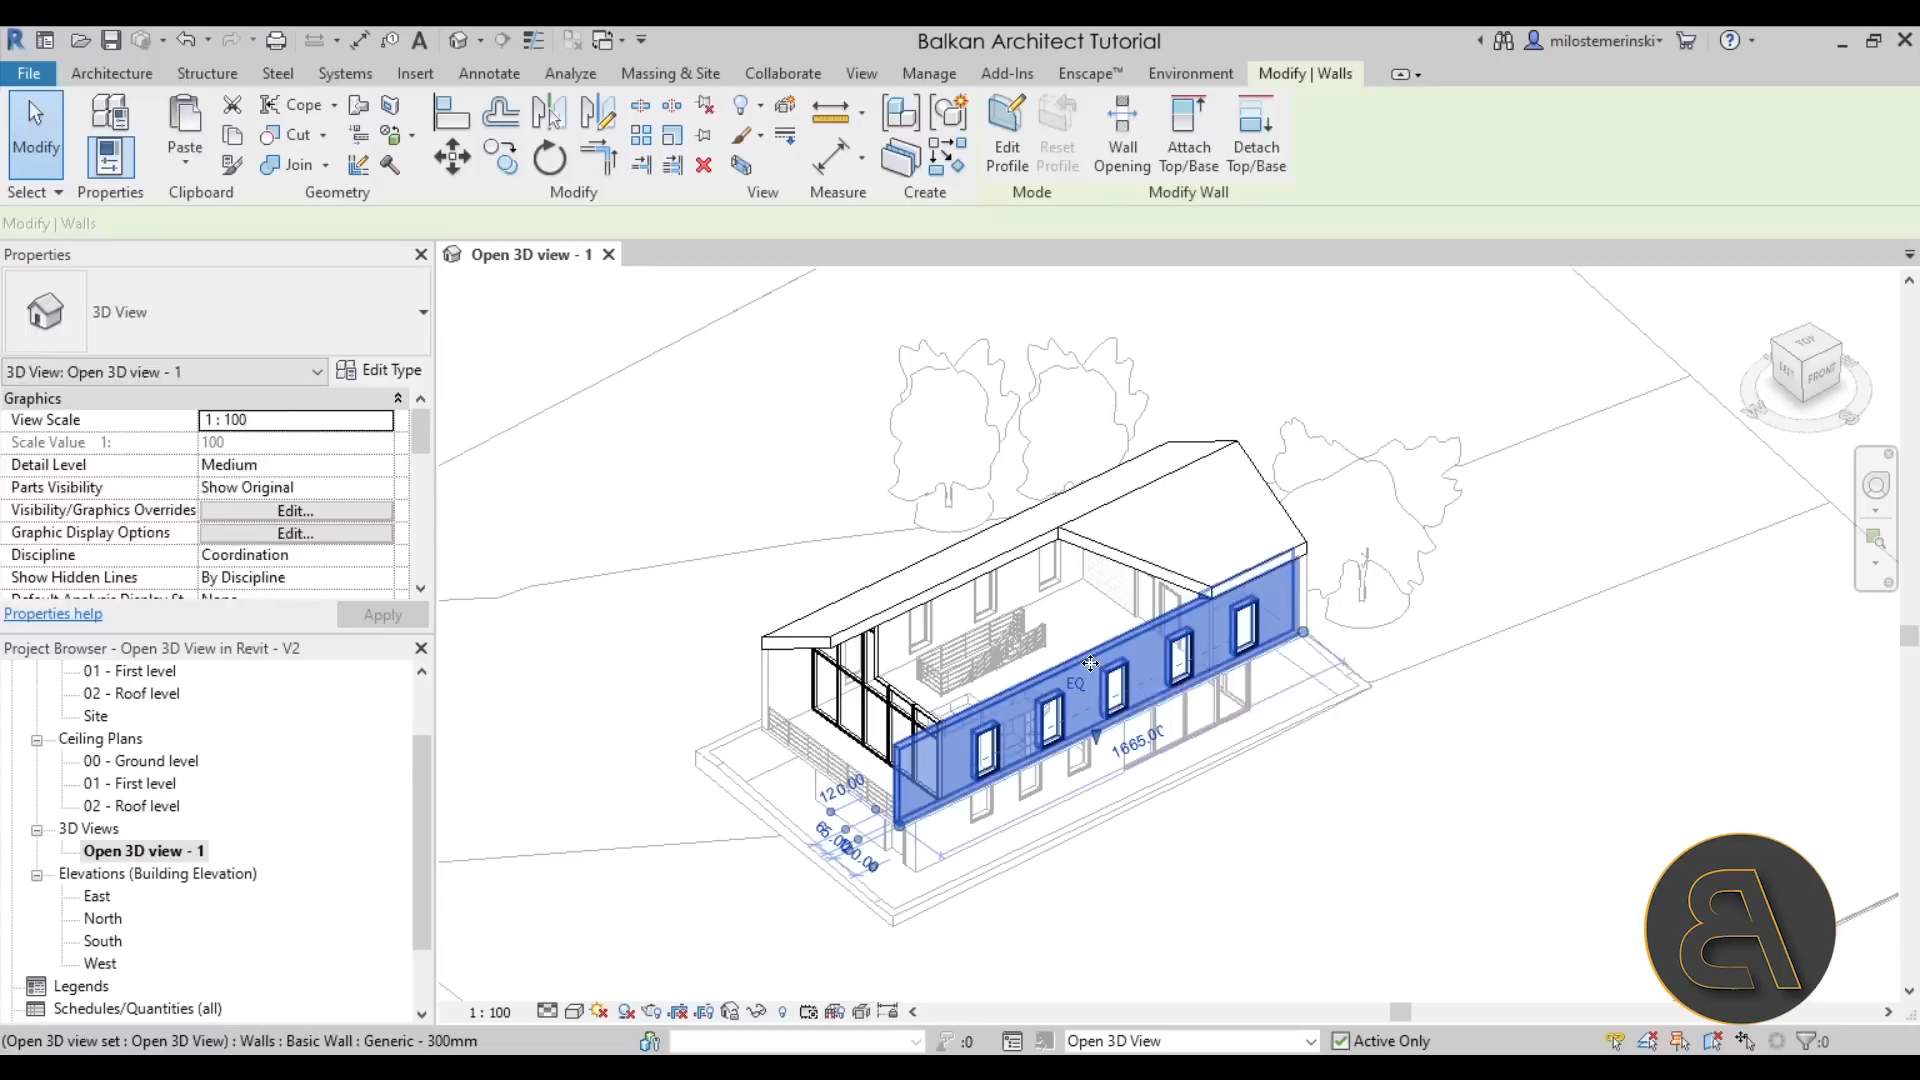 Balkan Architect Tutorial
milostemerinski
File Architecture Structure Steel Systems Insert Annotate Analyze Massing & Site Collaborate View Manage Add-Ins Enscape™ Environment Modify | Walls
Modify
Paste
Cope
Cut
Join
Edit Profile
Reset Profile
Wall Opening
Attach Top/Base
Detach Top/Base
Select Properties Clipboard Geometry Modify View Measure Create Mode Modify Wall
Modify | Walls
Properties
Open 3D view - 1
3D View
3D View: Open 3D view - 1
Edit Type
Graphics
View Scale 1 : 100
Scale Value 1: 100
Detail Level Medium
Parts Visibility Show Original
Visibility/Graphics Overrides Edit...
Graphic Display Options Edit...
Discipline Coordination
Show Hidden Lines By Discipline
Properties help
Apply
Project Browser - Open 3D View in Revit - V2
01 - First level
02 - Roof level
Site
Ceiling Plans
00 - Ground level
01 - First level
02 - Roof level
3D Views
Open 3D view - 1
Elevations (Building Elevation)
East
North
South
West
Legends
Schedules/Quantities (all)
TOP
LEFT
FRONT
W
S
EQ
1665.00
120.00
1 : 100
(Open 3D view set : Open 3D View) : Walls : Basic Wall : Generic - 300mm
:0
Open 3D View
Active Only
:0